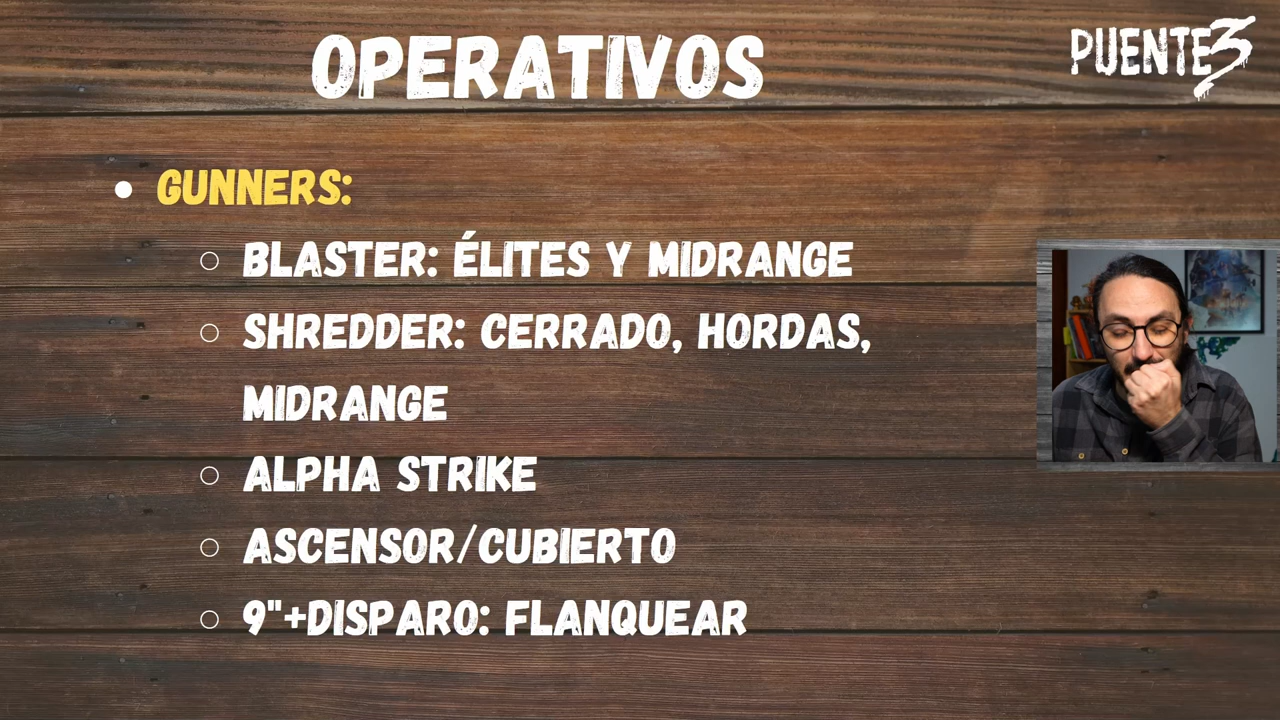 OPERATIVOS
PUENTE3
GUNNERS:
BLASTER: ÉLITES Y MIDRANGE
SHREDDER: CERRADO, HORDAS,
MIDRANGE
ALPHA STRIKE
ASCENSOR/CUBIERTO
9"+DISPARO: FLANQUEAR